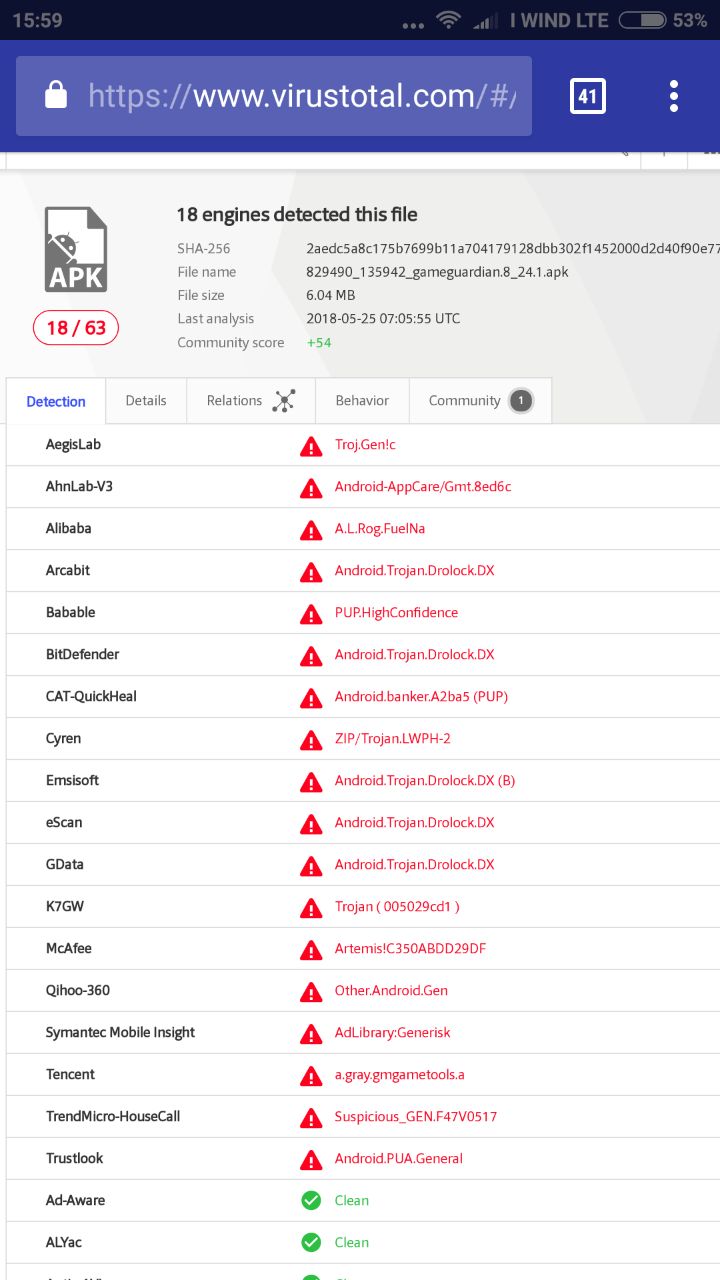 15:59 ... I WIND LTE 53%
https://www.virustotal.com/#/
41
18 engines detected this file
SHA-256 2aedc5a8c175b7699b11a704179128dbb302f1452000d2d40f90e77
File name 829490_135942_gameguardian.8_24.1.apk
File size 6.04 MB
Last analysis 2018-05-25 07:05:55 UTC
Community score +54
APK
18 / 63
Detection Details Relations Behavior Community 1
AegisLab Troj.Gen!c
AhnLab-V3 Android-AppCare/Gmt.8ed6c
Alibaba A.L.Rog.FuelNa
Arcabit Android.Trojan.Drolock.DX
Babable PUP.HighConfidence
BitDefender Android.Trojan.Drolock.DX
CAT-QuickHeal Android.banker.A2ba5 (PUP)
Cyren ZIP/Trojan.LWPH-2
Emsisoft Android.Trojan.Drolock.DX (B)
eScan Android.Trojan.Drolock.DX
GData Android.Trojan.Drolock.DX
K7GW Trojan ( 005029cd1 )
McAfee Artemis!C350ABDD29DF
Qihoo-360 Other.Android.Gen
Symantec Mobile Insight AdLibrary:Generisk
Tencent a.gray.gmgametools.a
TrendMicro-HouseCall Suspicious_GEN.F47V0517
Trustlook Android.PUA.General
Ad-Aware Clean
ALYac Clean